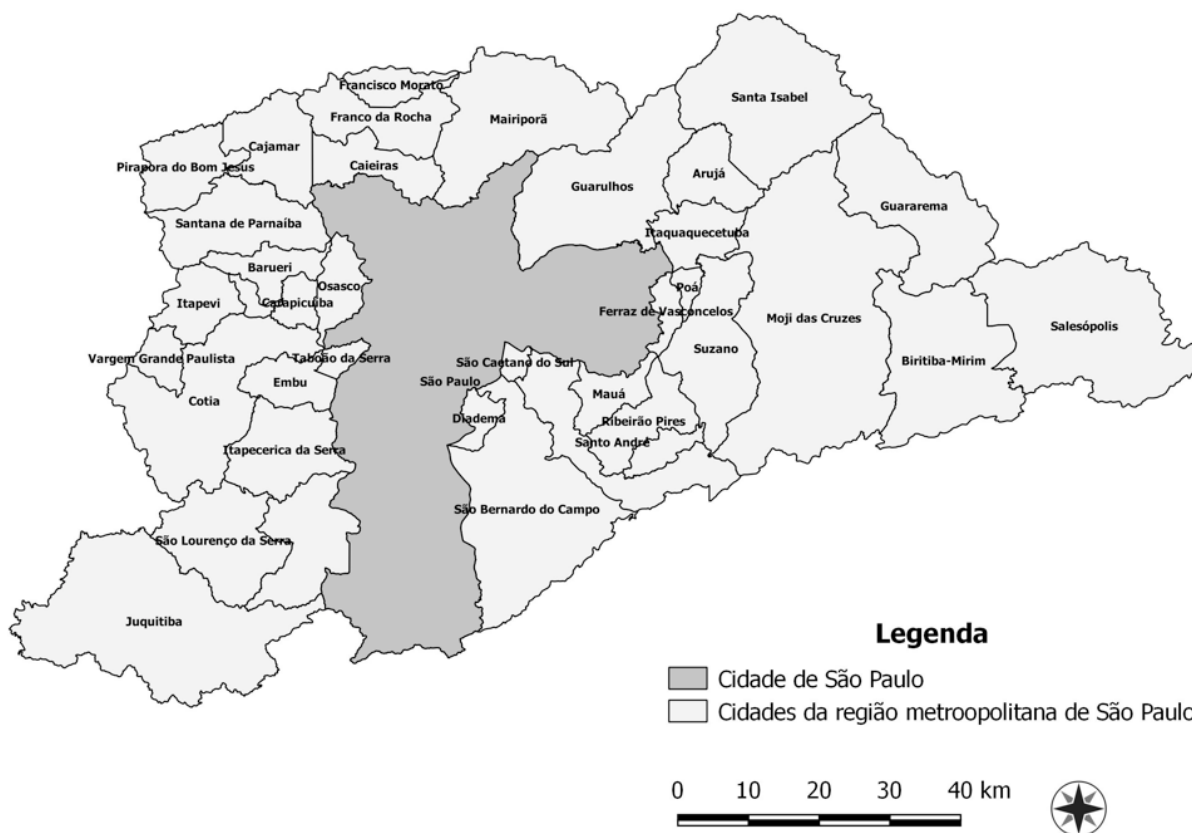 Francisco Morato
Santa Isabel
Franco da Rocha
Mairiporã
Cajamar
Pirapora do Bom Jesus
Caieiras
Arujá
Guarulhos
Guararema
Santana de Parnaíba
Itaquaquecetuba
Barueri
Osasco
Poá
Itapevi
Carapicuíba
Ferraz de Vasconcelos
Moji das Cruzes
Salesópolis
Suzano
Vargem Grande Paulista
Taboão da Serra
São Caetano do Sul
Biritiba-Mirim
Embu
São Paulo
Mauá
Cotia
Diadema
Ribeirão Pires
Itapecerica da Serra
Santo André
São Bernardo do Campo
São Lourenço da Serra
Juquitiba
Legenda
Cidade de São Paulo
Cidades da região metroopolitana de São Paulo
0 10 20 30 40 km